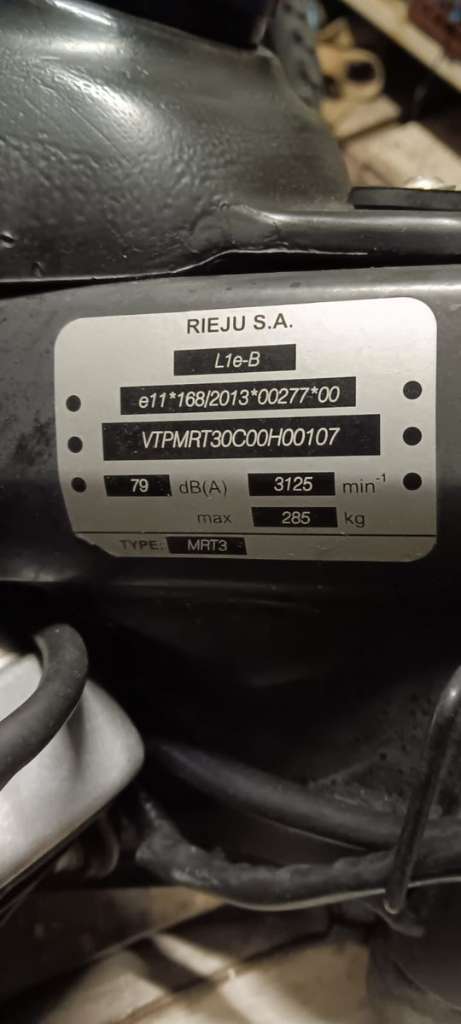 RIEJU S.A.
L1e-B
e11*168/2013*00277*00
VTPMRT30C00H00107
79 dB(A) 3125 min⁻¹
max 285 kg
TYPE: MRT3